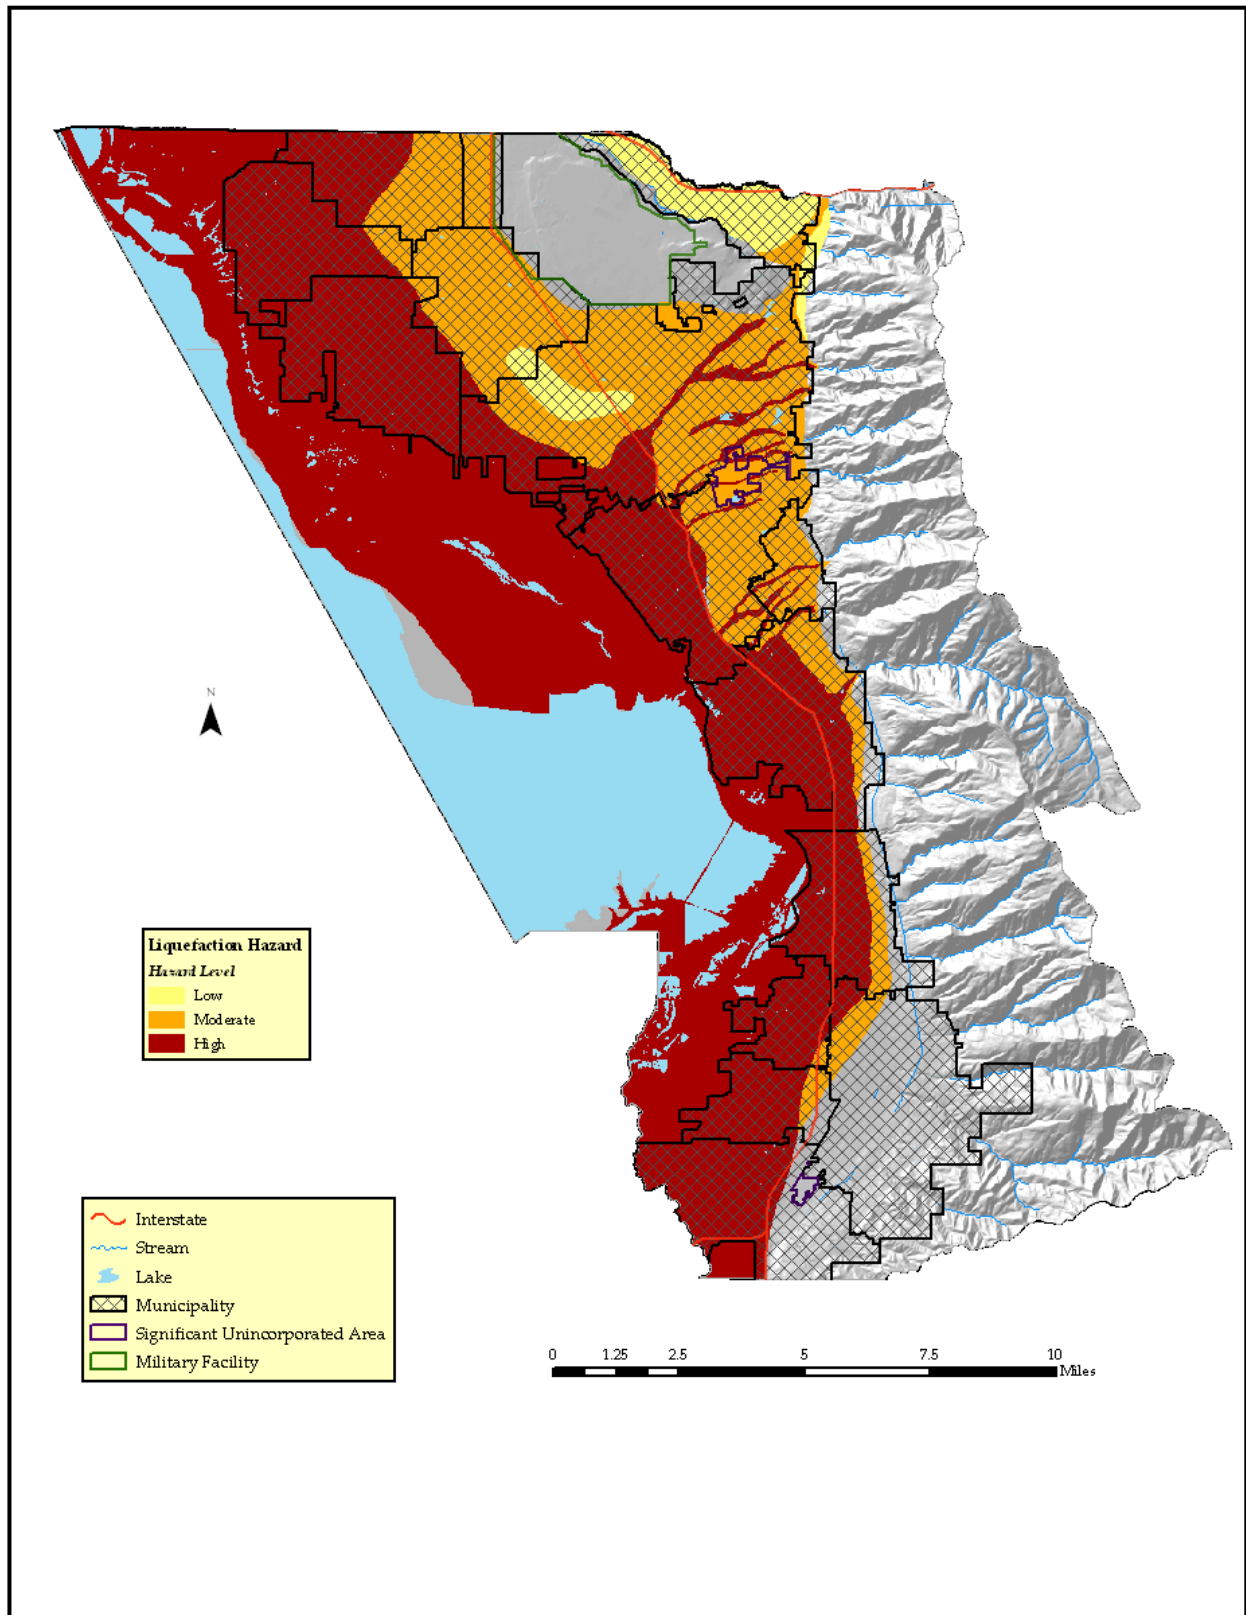 N
Liquefaction Hazard
Hazard Level
Low
Moderate
High
Interstate
Stream
Lake
Municipality
Significant Unincorporated Area
Military Facility
0 1.25 2.5 5 7.5 10
Miles